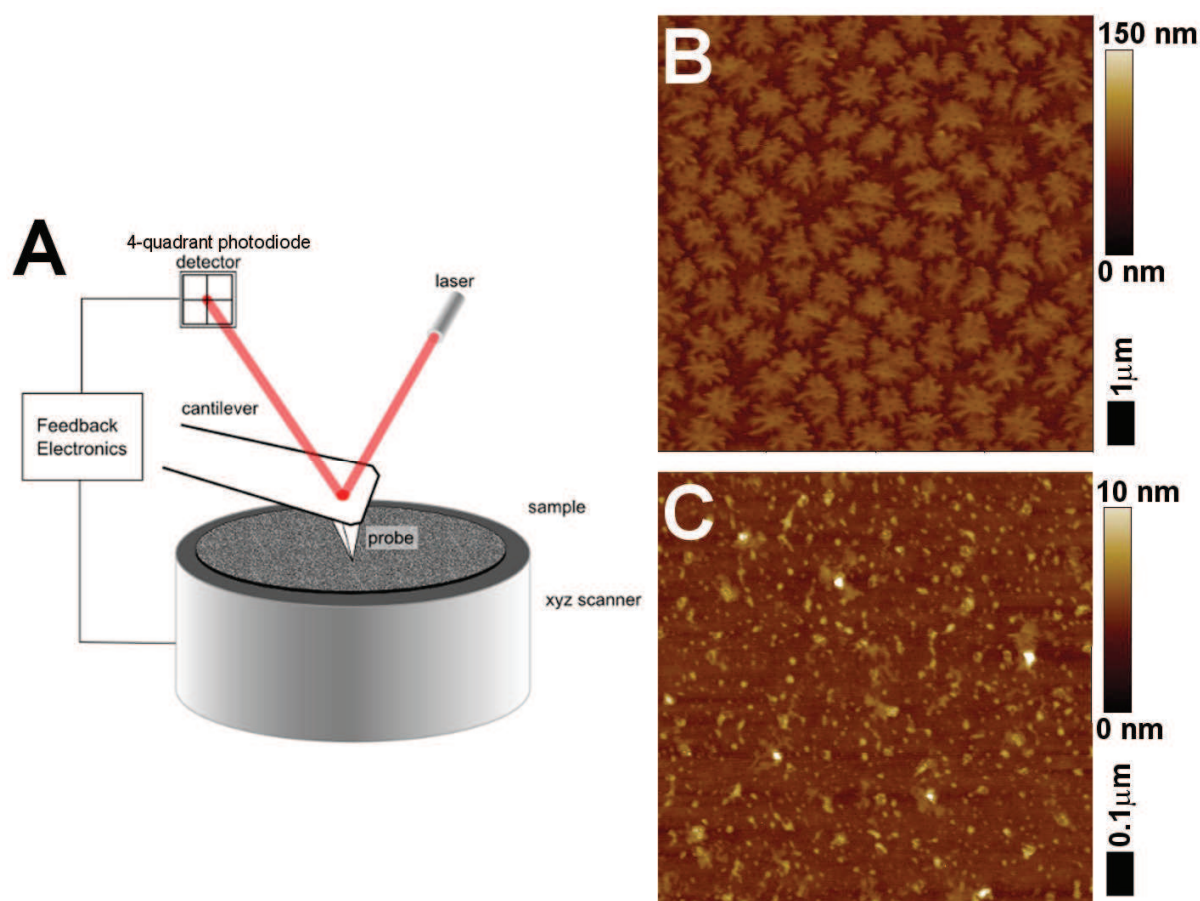 A
4-quadrant photodiode
detector
laser
cantilever
Feedback
Electronics
sample
probe
xyz scanner
B
150 nm
0 nm
1μm
C
10 nm
0 nm
0.1μm